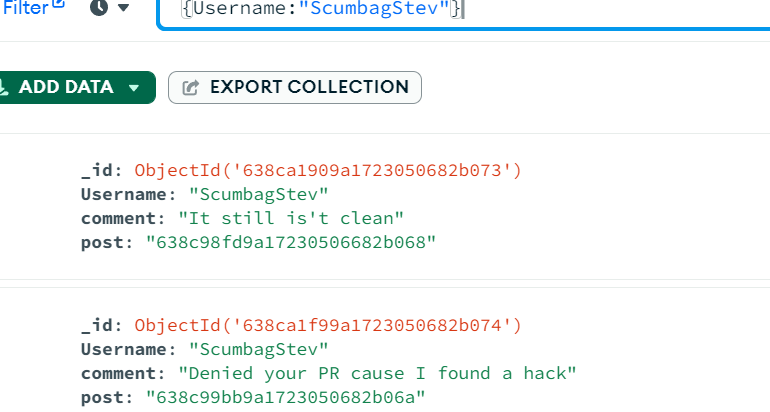 Filter
{Username:"ScumbagStev"}
ADD DATA
EXPORT COLLECTION
_id: ObjectId('638ca1909a1723050682b073')
Username: "ScumbagStev"
comment: "It still is't clean"
post: "638c98fd9a17230506682b068"
_id: ObjectId('638ca1f99a1723050682b074')
Username: "ScumbagStev"
comment: "Denied your PR cause I found a hack"
post: "638c99bb9a1723050682b06a"